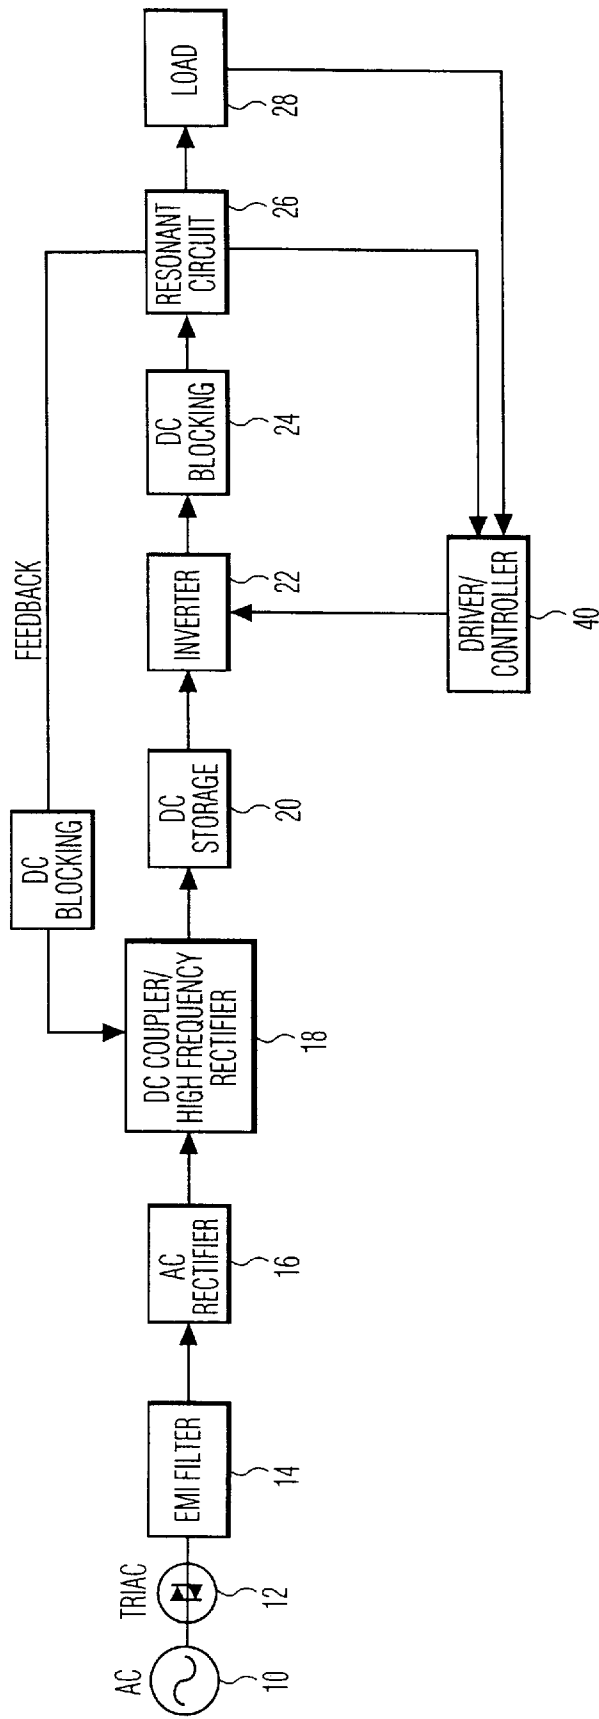 AC
10
TRIAC
12
EMI FILTER
14
AC
RECTIFIER
16
DC COUPLER/
HIGH FREQUENCY
RECTIFIER
18
DC
BLOCKING
FEEDBACK
DC
STORAGE
20
INVERTER
22
DC
BLOCKING
24
RESONANT
CIRCUIT
26
LOAD
28
DRIVER/
CONTROLLER
40